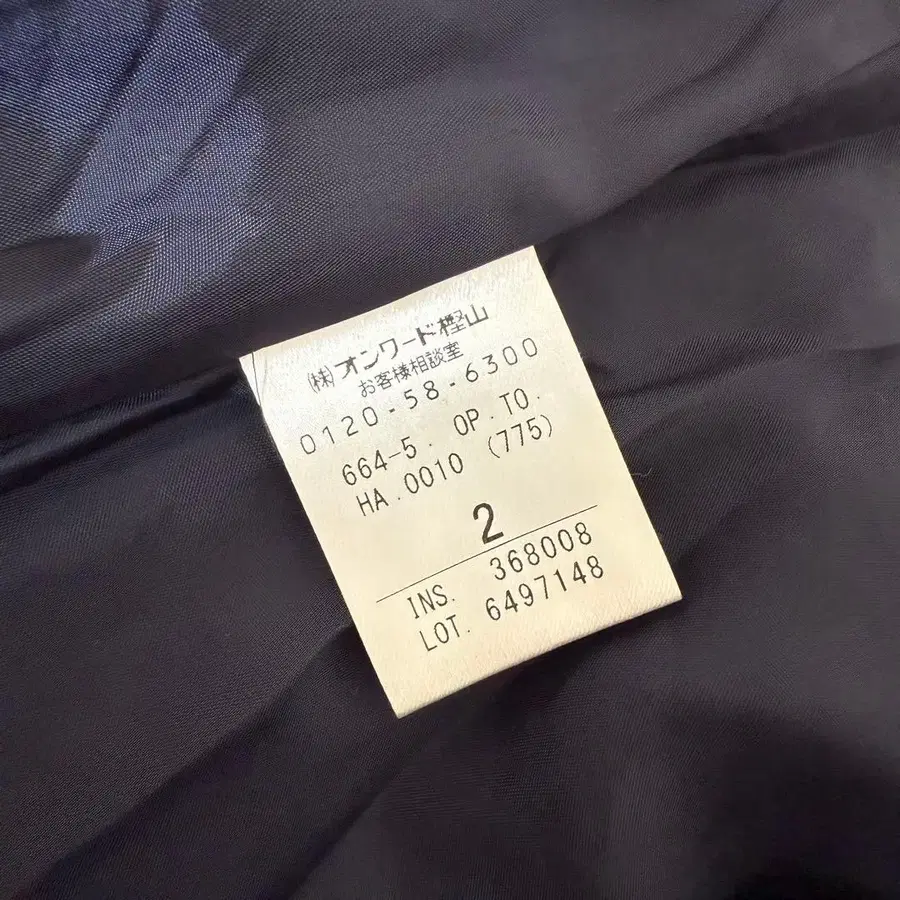 (株)オンワード樫山
お客様相談室
0120-58-6300
664-5. OP.TO.
HA.0010 (775)
2
INS. 368008
LOT. 6497148